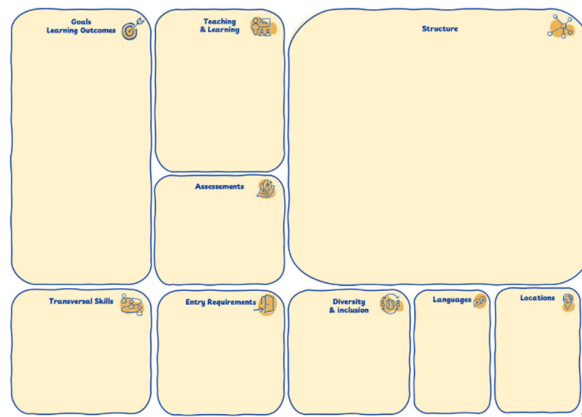 Goals
Learning Outcomes
Teaching
& Learning
Structure
Assessements
Transversal Skills
Entry Requirements
Diversity
& inclusion
Languages
Locations